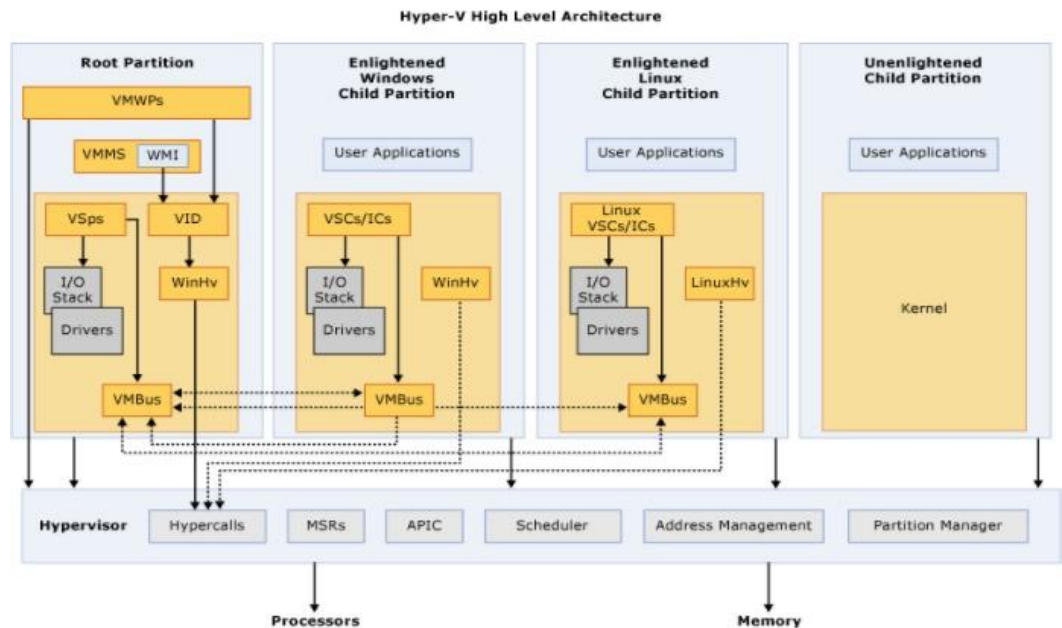 Hyper-V High Level Architecture
Root Partition
VMWPs
VMMS
WMI
VSps
VID
I/O
Stack
Drivers
WinHv
VMBus
Enlightened
Windows
Child Partition
User Applications
VSCs/ICs
I/O
Stack
Drivers
WinHv
VMBus
Enlightened
Linux
Child Partition
User Applications
Linux
VSCs/ICs
I/O
Stack
Drivers
LinuxHv
VMBus
Unenlightened
Child Partition
User Applications
Kernel
Hypervisor
Hypercalls
MSRs
APIC
Scheduler
Address Management
Partition Manager
Processors
Memory